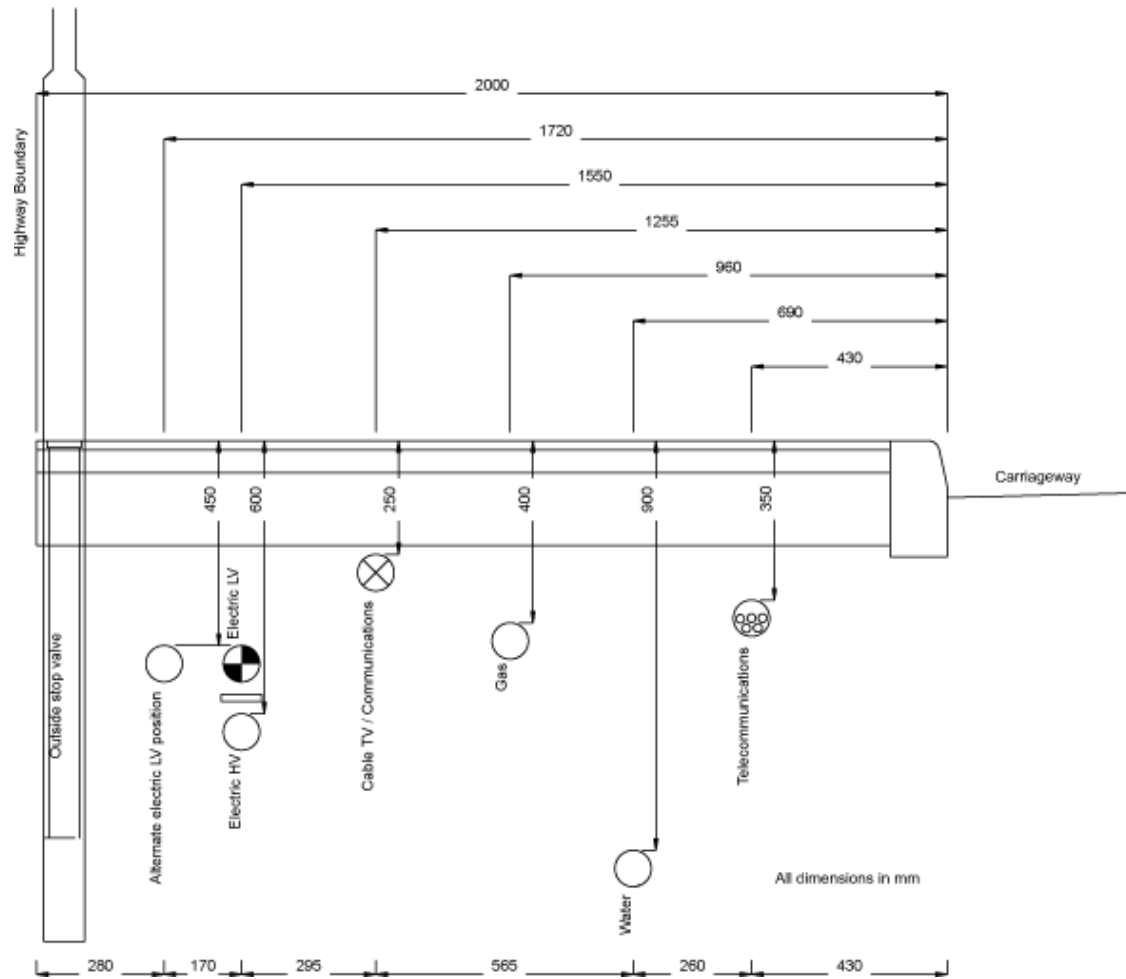 2000
Highway Boundary
1720
1550
1255
960
690
430
Carriageway
450
600
250
400
900
350
Electric LV
Outside stop valve
Alternate electric LV position
Electric HV
Cable TV / Communications
Gas
Water
Telecommunications
All dimensions in mm
280
170
295
565
260
430